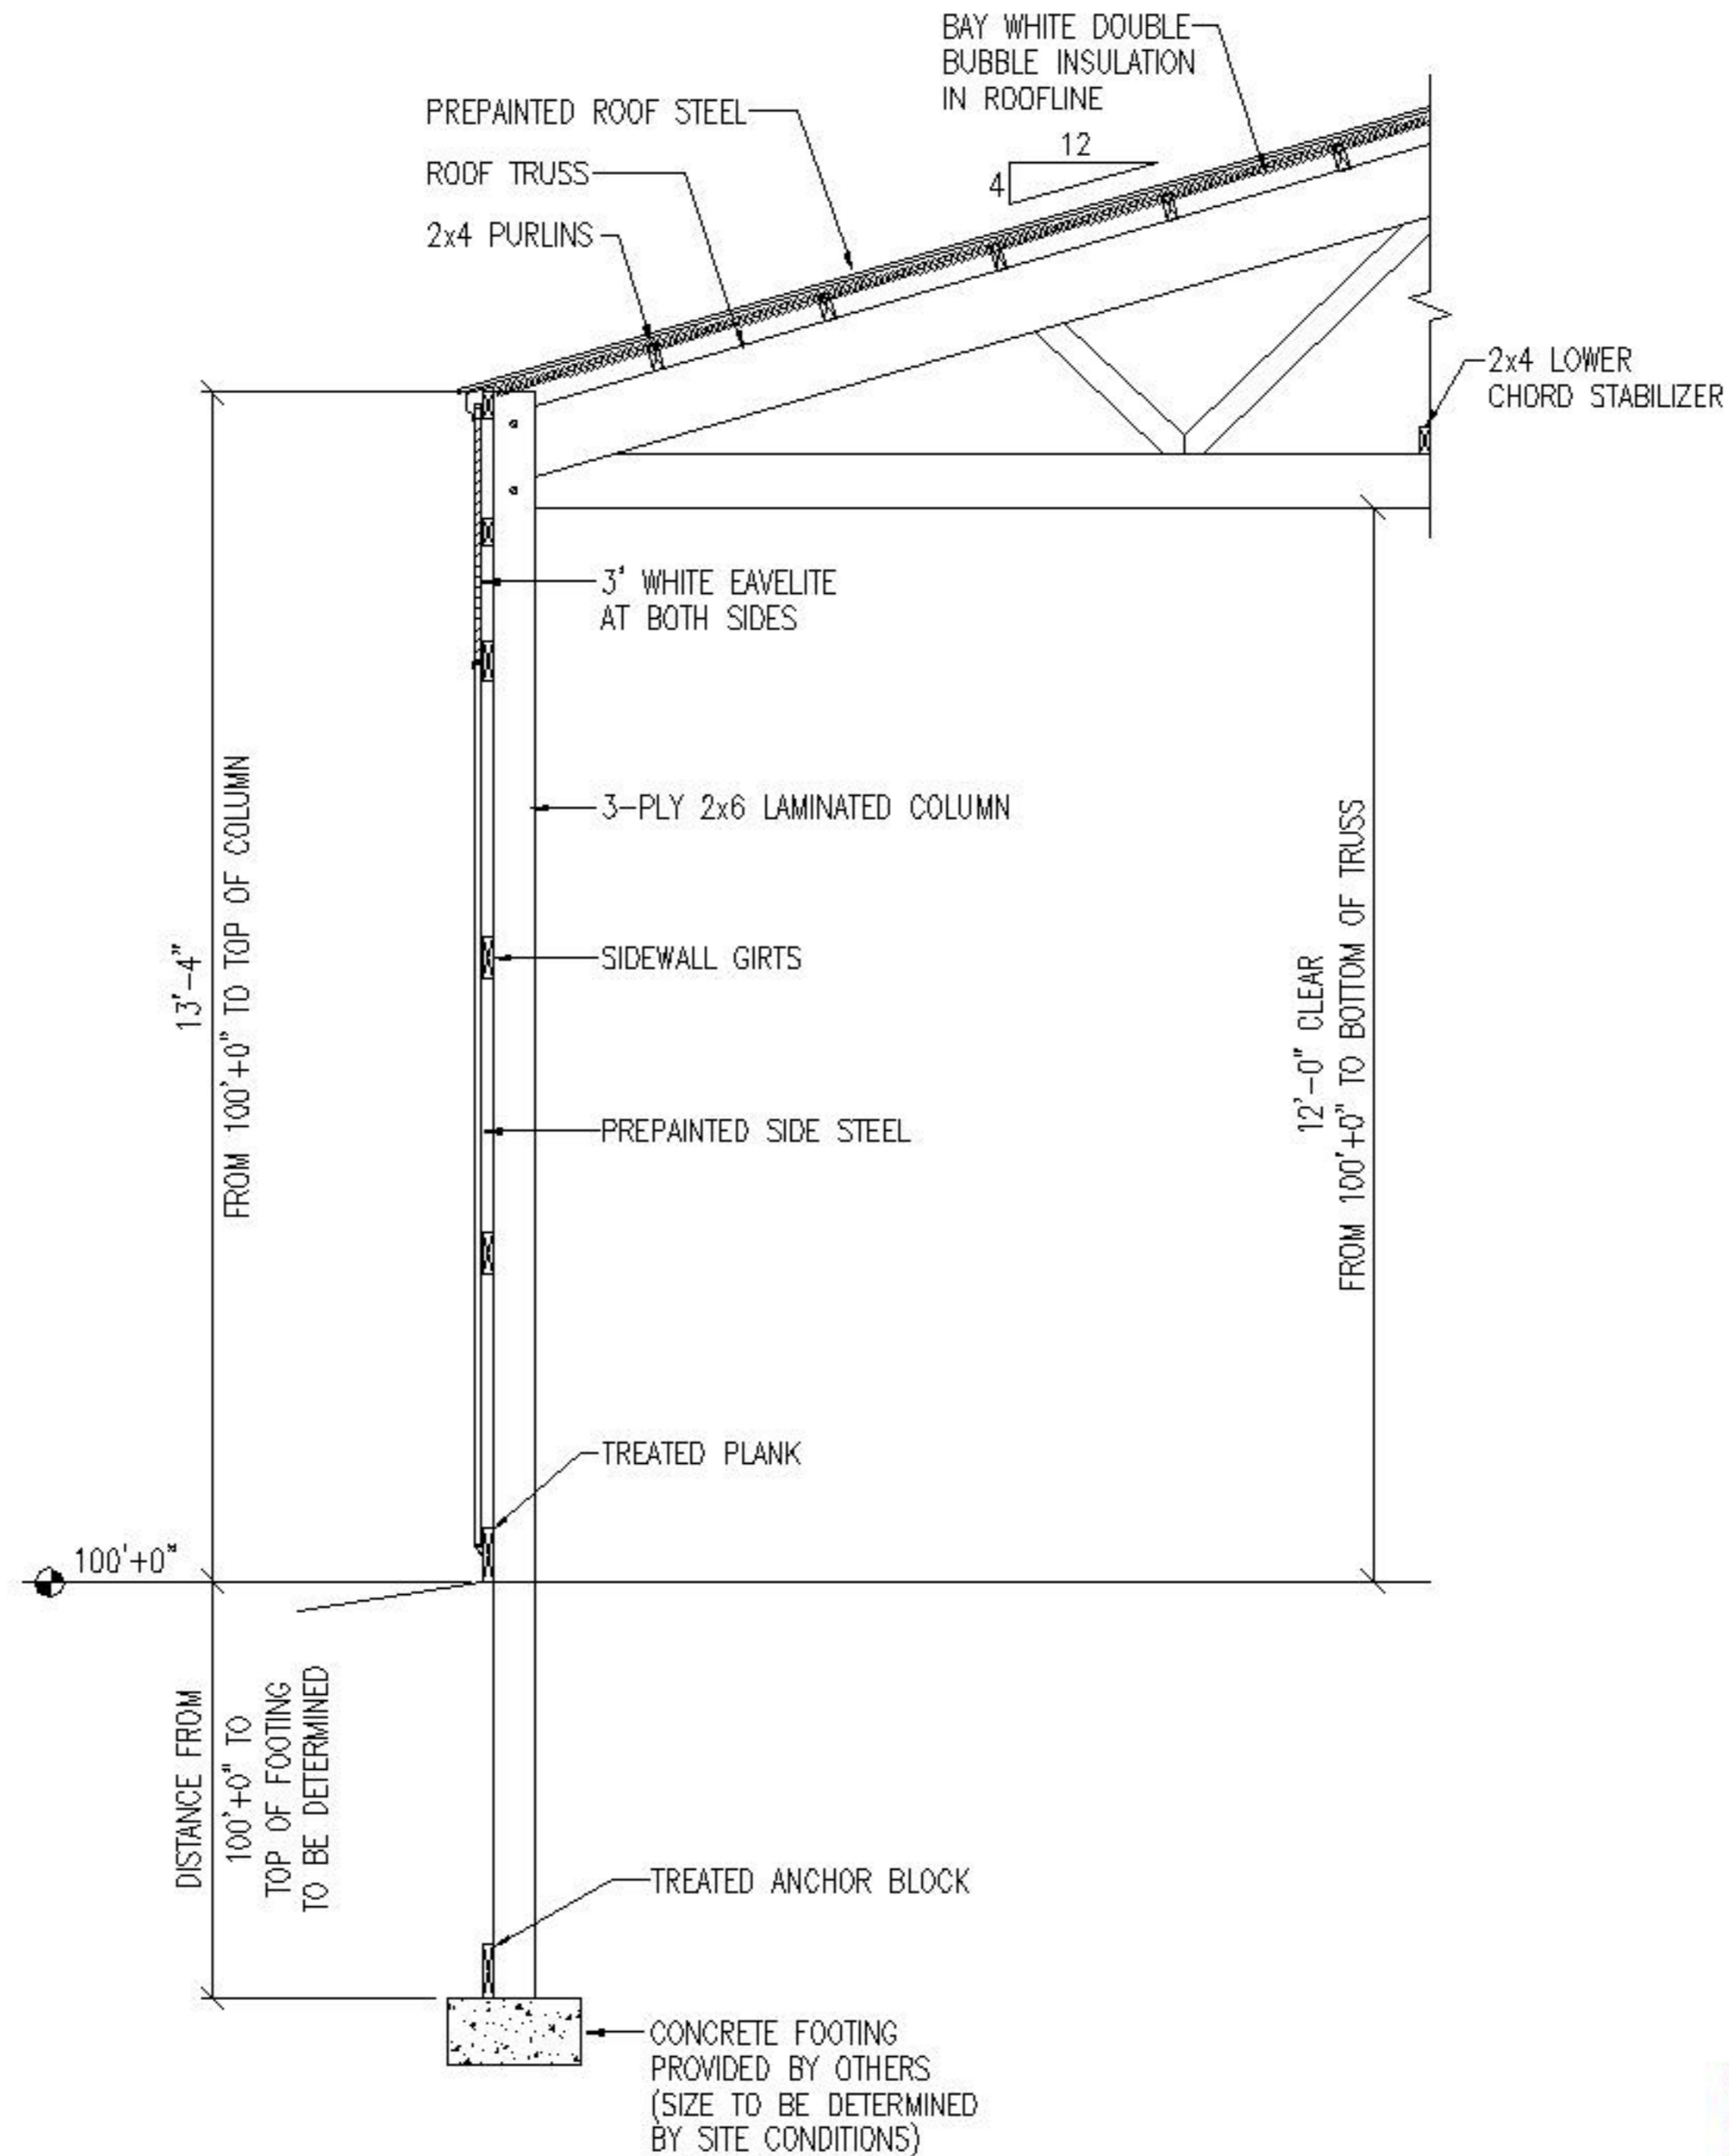 BAY WHITE DOUBLE
BUBBLE INSULATION
IN ROOFLINE
PREPAINTED ROOF STEEL
12
4
ROOF TRUSS
2x4 PURLINS
2x4 LOWER
CHORD STABILIZER
3' WHITE EAVELITE
AT BOTH SIDES
3-PLY 2x6 LAMINATED COLUMN
13'-4"
FROM 100'+0" TO TOP OF COLUMN
SIDEWALL GIRTS
12'-0" CLEAR
FROM 100'+0" TO BOTTOM OF TRUSS
PREPAINTED SIDE STEEL
TREATED PLANK
100'+0"
DISTANCE FROM
100'+0" TO
TOP OF FOOTING
TO BE DETERMINED
TREATED ANCHOR BLOCK
CONCRETE FOOTING
PROVIDED BY OTHERS
(SIZE TO BE DETERMINED
BY SITE CONDITIONS)